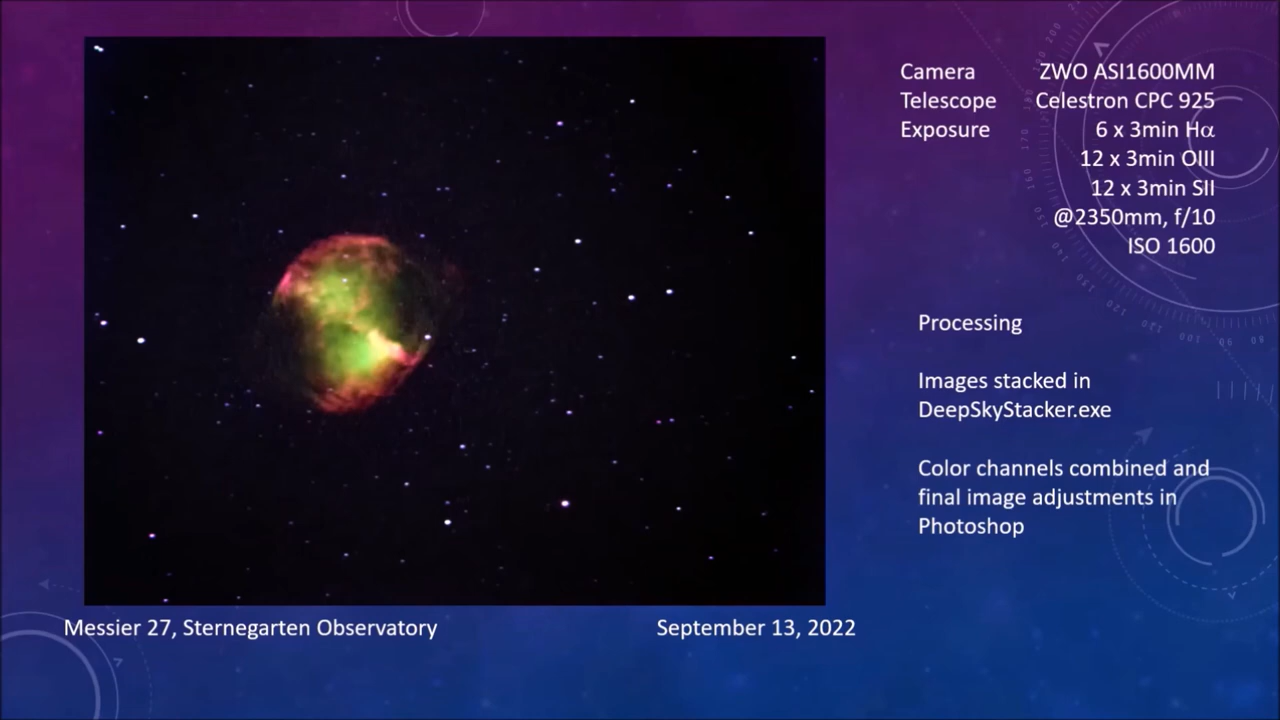 Camera ZWO ASI1600MM
Telescope Celestron CPC 925
Exposure 6 x 3min Hα
12 x 3min OIII
12 x 3min SII
@2350mm, f/10
ISO 1600
Processing
Images stacked in
DeepSkyStacker.exe
Color channels combined and
final image adjustments in
Photoshop
Messier 27, Sternegarten Observatory September 13, 2022